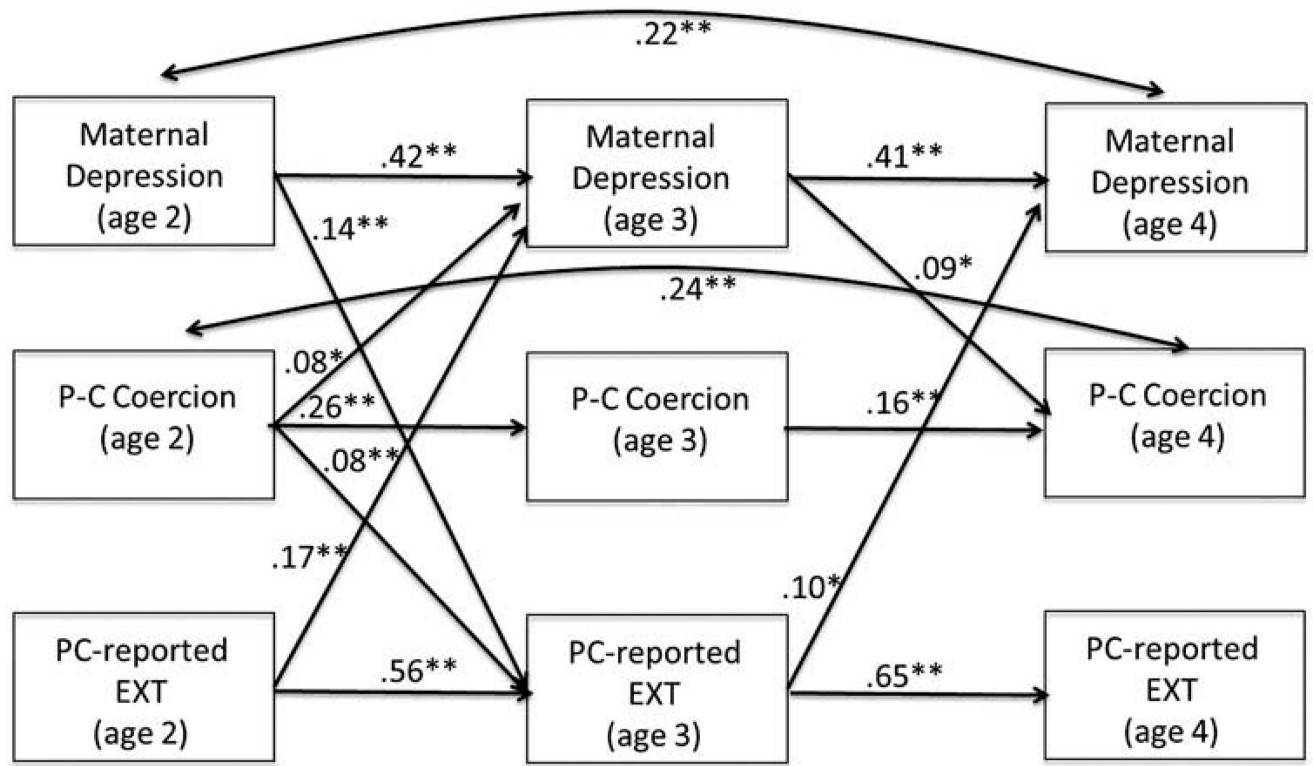 .22**
Maternal
Depression
(age 2)
.42**
Maternal
Depression
(age 3)
.41**
Maternal
Depression
(age 4)
.14**
.09*
.24**
P-C Coercion
(age 2)
.08*
.26**
.08**
P-C Coercion
(age 3)
.16**
P-C Coercion
(age 4)
.17**
.10*
PC-reported
EXT
(age 2)
.56**
PC-reported
EXT
(age 3)
.65**
PC-reported
EXT
(age 4)